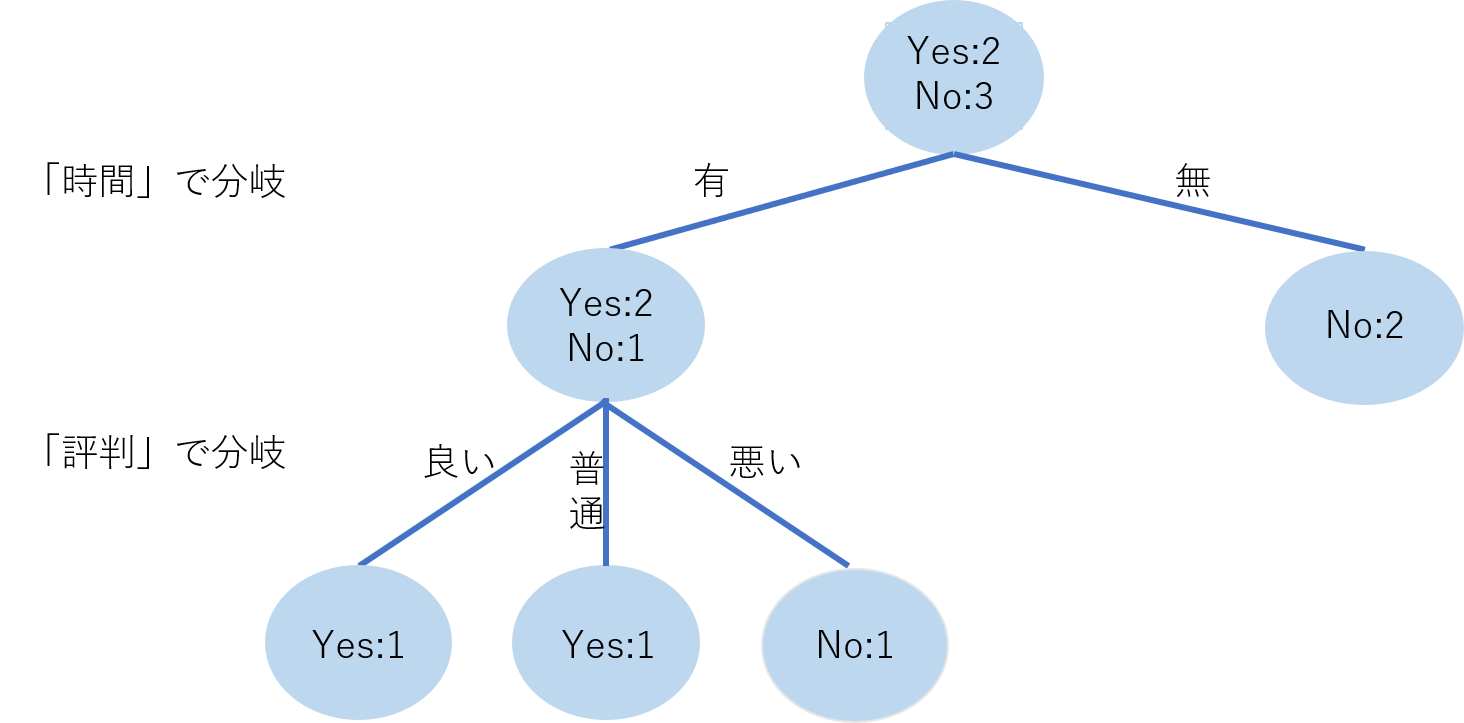 Yes:2
No:3
「時間」で分岐
有
無
Yes:2
No:1
No:2
「評判」で分岐
良い
普
通
悪い
Yes:1
Yes:1
No:1